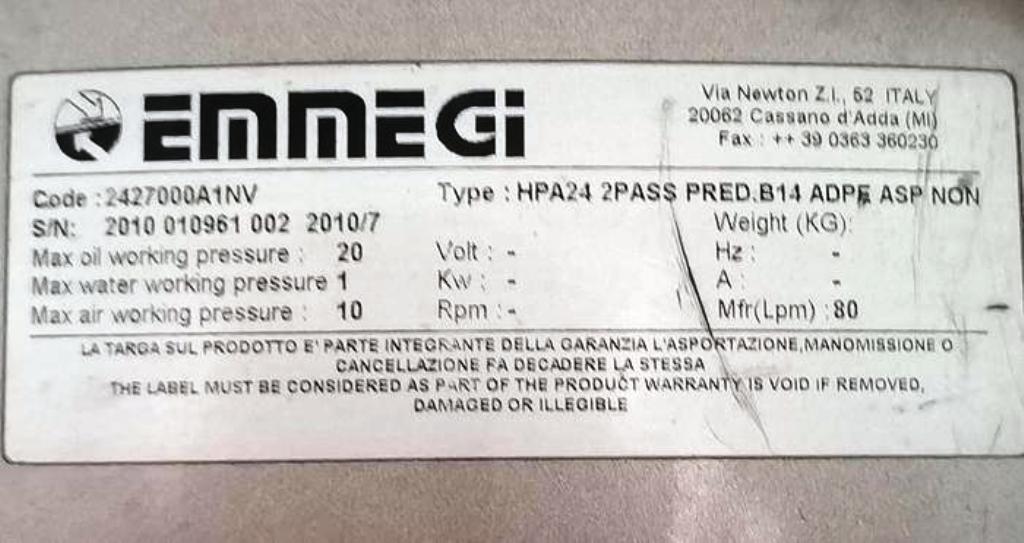 EMMEGi
Via Newton Z.I., 52 ITALY
20062 Cassano d'Adda (MI)
Fax : ++ 39 0363 360230
Code : 2427000A1NV
Type : HPA24 2PASS PRED.B14 ADPE ASP NON
S/N: 2010 010961 002 2010/7
Weight (KG):
Max oil working pressure : 20
Volt : -
Hz : -
Max water working pressure 1
Kw : -
A : -
Max air working pressure : 10
Rpm : -
Mfr(Lpm) : 80
LA TARGA SUL PRODOTTO E' PARTE INTEGRANTE DELLA GARANZIA L'ASPORTAZIONE,MANOMISSIONE O
CANCELLAZIONE FA DECADERE LA STESSA
THE LABEL MUST BE CONSIDERED AS PART OF THE PRODUCT WARRANTY IS VOID IF REMOVED,
DAMAGED OR ILLEGIBLE